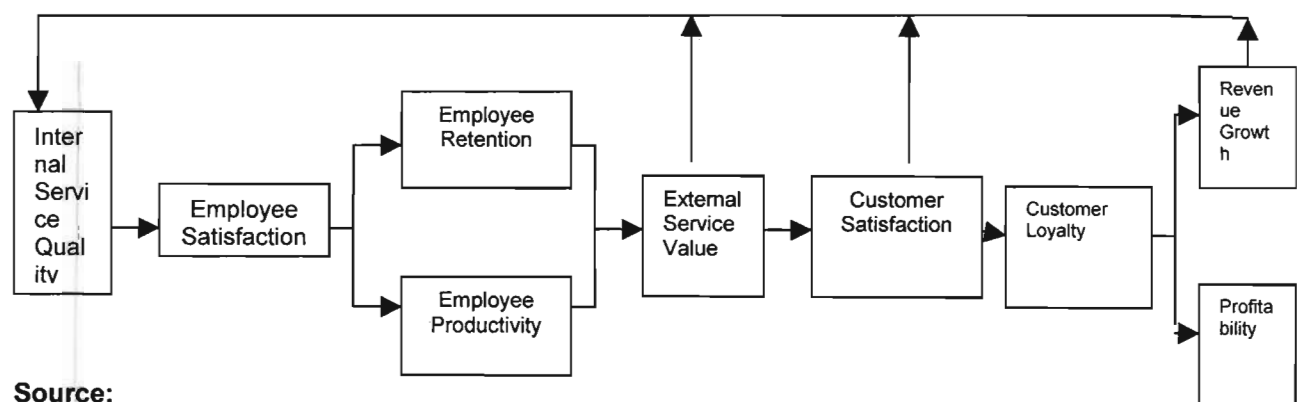 Inter
nal
Servi
ce
Qual
itv
Employee
Satisfaction
Employee
Retention
Employee
Productivity
External
Service
Value
Customer
Satisfaction
Customer
Loyalty
Reven
ue
Growt
h
Profita
bility
Source: